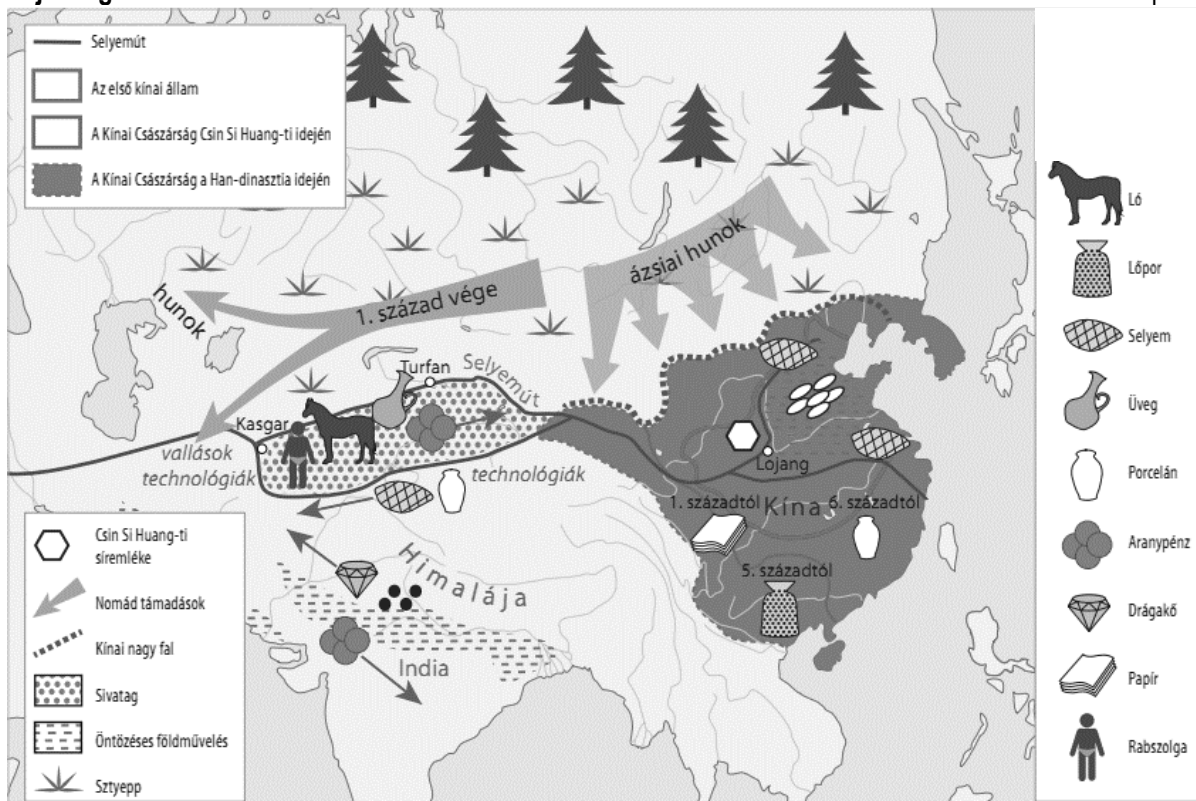 Selyemút
Az első kínai állam
A Kínai Császárság Csin Si Huang-ti idején
A Kínai Császárság a Han-dinasztia idején
ázsiai hunok
1. század vége
hunok
Turfan
Selyemút
Kasgar
vallások
technológiák
technológiák
Lojang
1. századtól
Kína
6. századtól
5. századtól
Himalája
India
Csin Si Huang-ti
síremléke
Nomád támadások
Kínai nagy fal
Sivatag
Öntözéses földművelés
Sztyepp
Ló
Lőpor
Selyem
Üveg
Porcelán
Aranypénz
Drágakő
Papír
Rabszolga